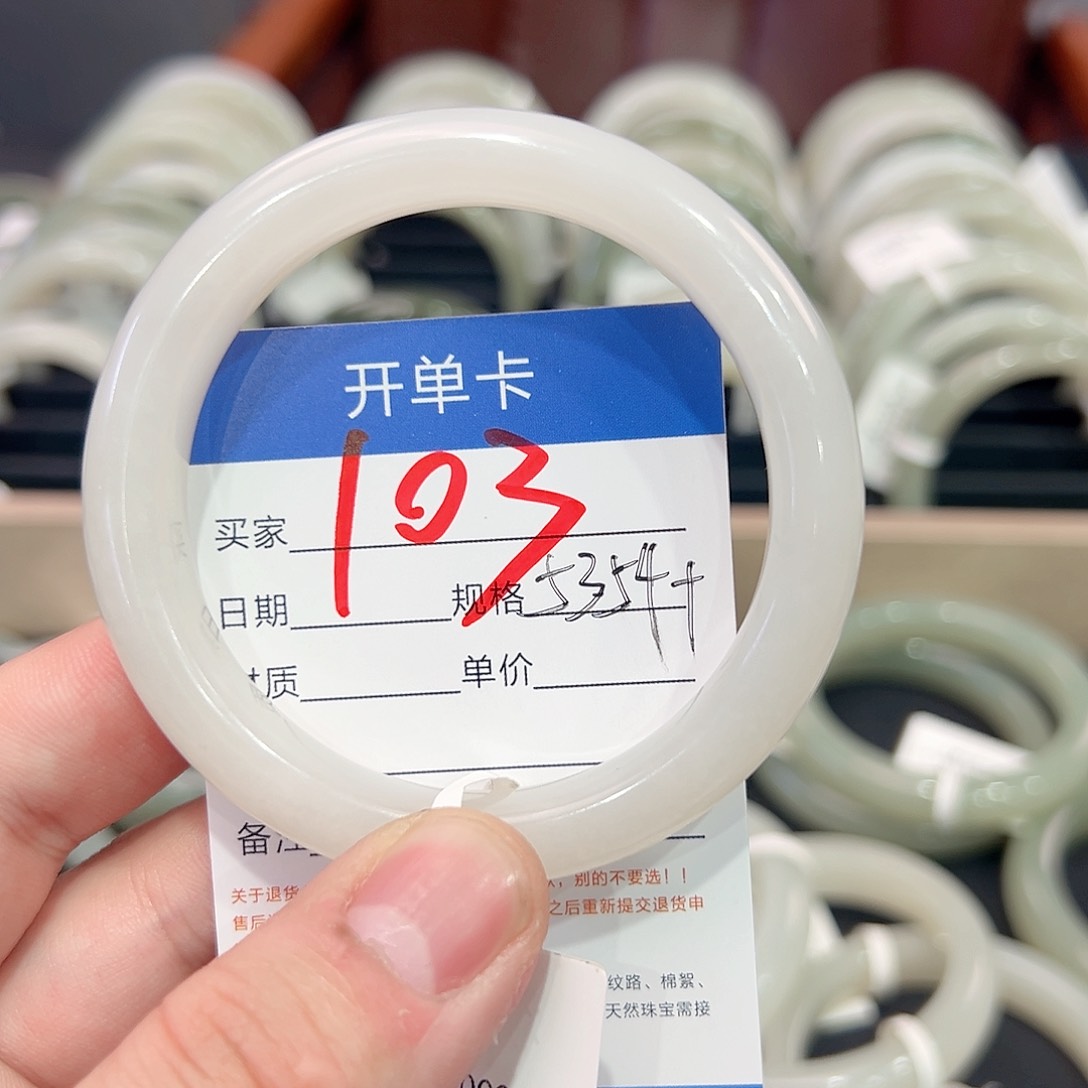 开单卡
103
买家
日期 规格 5354+
质 单价
备注
关于退货 ，别的不要选！！
售后 之后重新提交退货申
纹路、棉絮、
天然珠宝需接